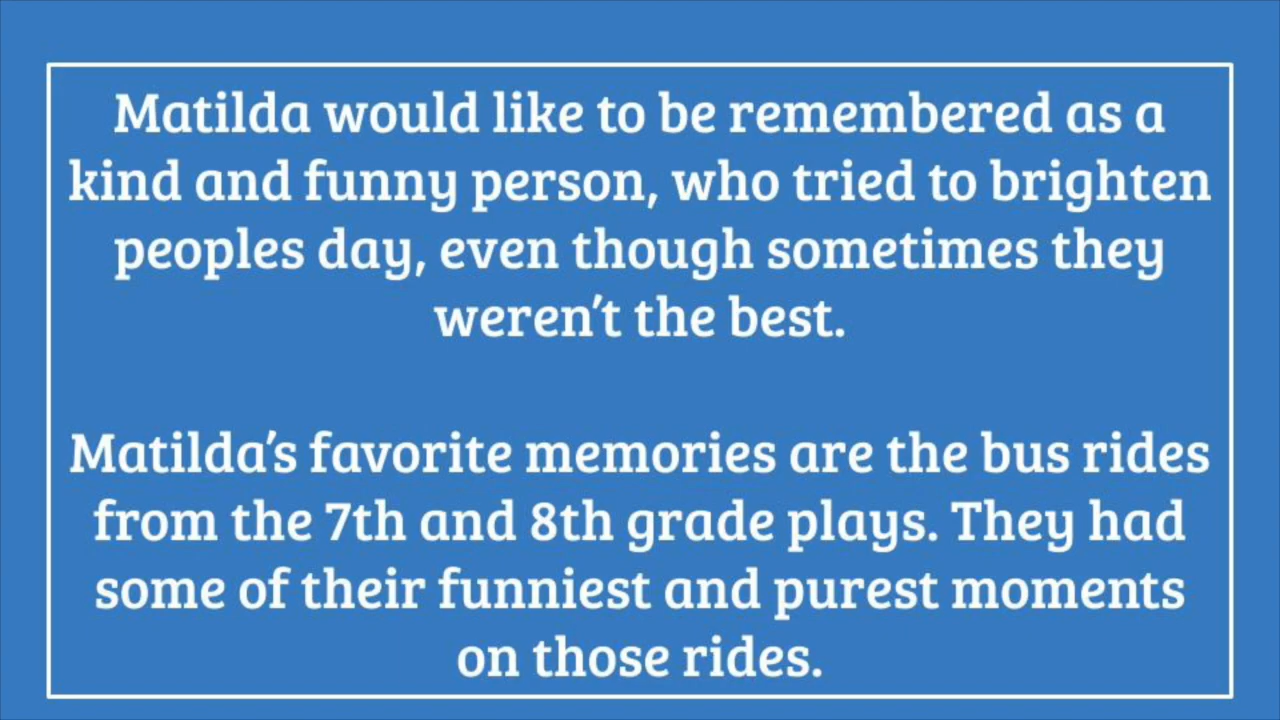 Matilda would like to be remembered as a
kind and funny person, who tried to brighten
peoples day, even though sometimes they
weren't the best.
Matilda's favorite memories are the bus rides
from the 7th and 8th grade plays. They had
some of their funniest and purest moments
on those rides.